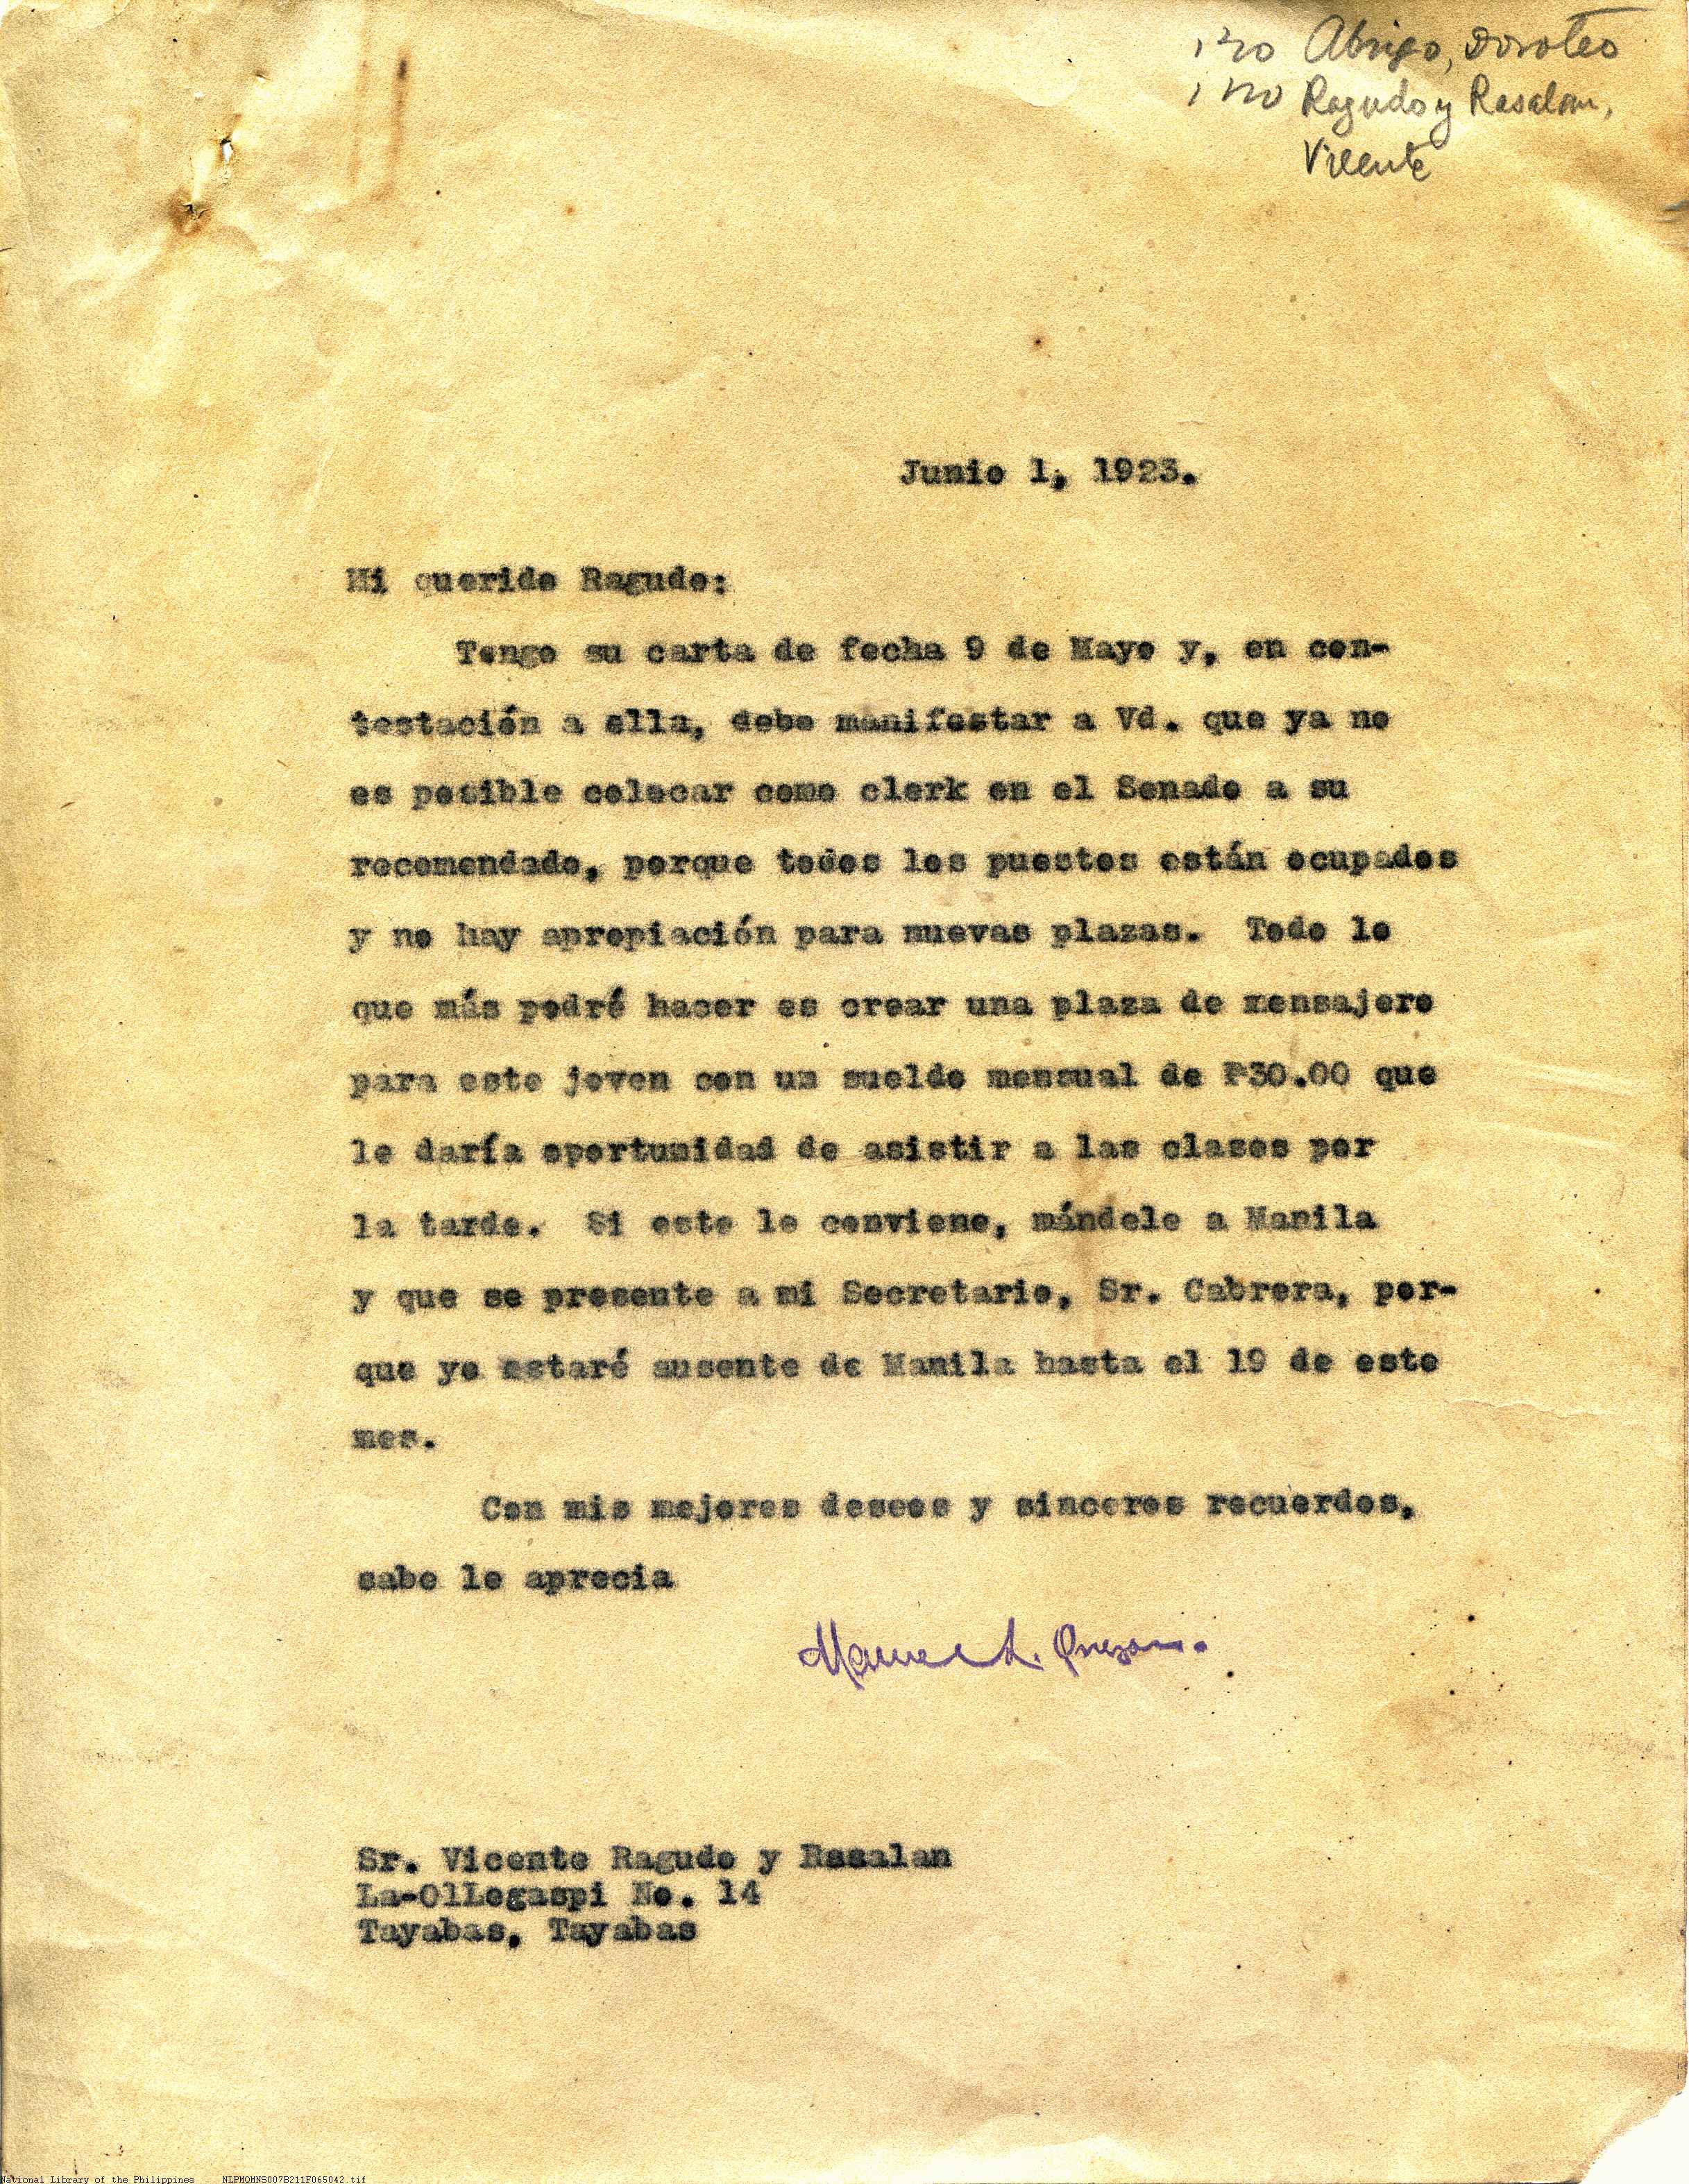 Abrigo, Doroteo
Ragudo y Rasalan,
Vicente
Junio 1, 1923.
Mi querido Ragudo:
Tengo su carta de fecha 9 de Mayo y, en con-
testación a ella, debo manifestar a Vd. que ya no
es posible colocar como clerk en el Senado a su
recomendado, porque todos los puestos están ocupados
y no hay apropiación para nuevas plazas. Todo lo
que más podré hacer es crear una plaza de mensajero
para este joven con un sueldo mensual de ₱30.00 que
le daría oportunidad de asistir a las clases por
la tarde. Si esto le conviene, mándele a Manila
y que se presente a mi Secretario, Sr. Cabrera, por-
que yo estaré ausente de Manila hasta el 19 de este
mes.
Con mis mejores deseos y sinceros recuerdos,
sabe le aprecia
Manuel L. Quezon.
Sr. Vicente Ragudo y Rasalan
La-OlLegaspi No. 14
Tayabas, Tayabas
National Library of the Philippines NLPMQMNS007B211F065042.tif